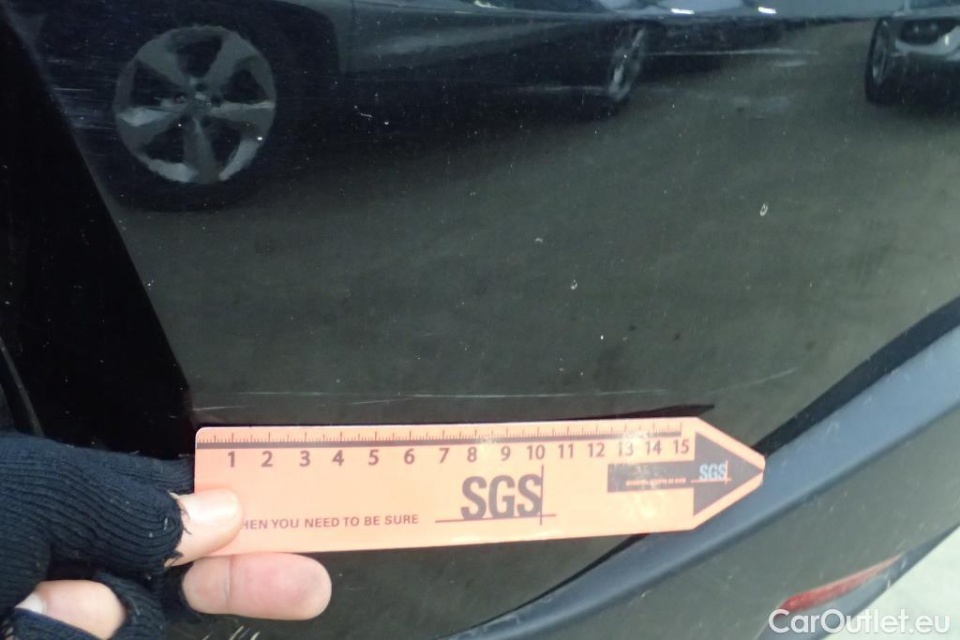 1 2 3 4 5 6 7 8 9 10 11 12 13 14 15
SGS
SGS
HEN YOU NEED TO BE SURE
CarOutlet.eu